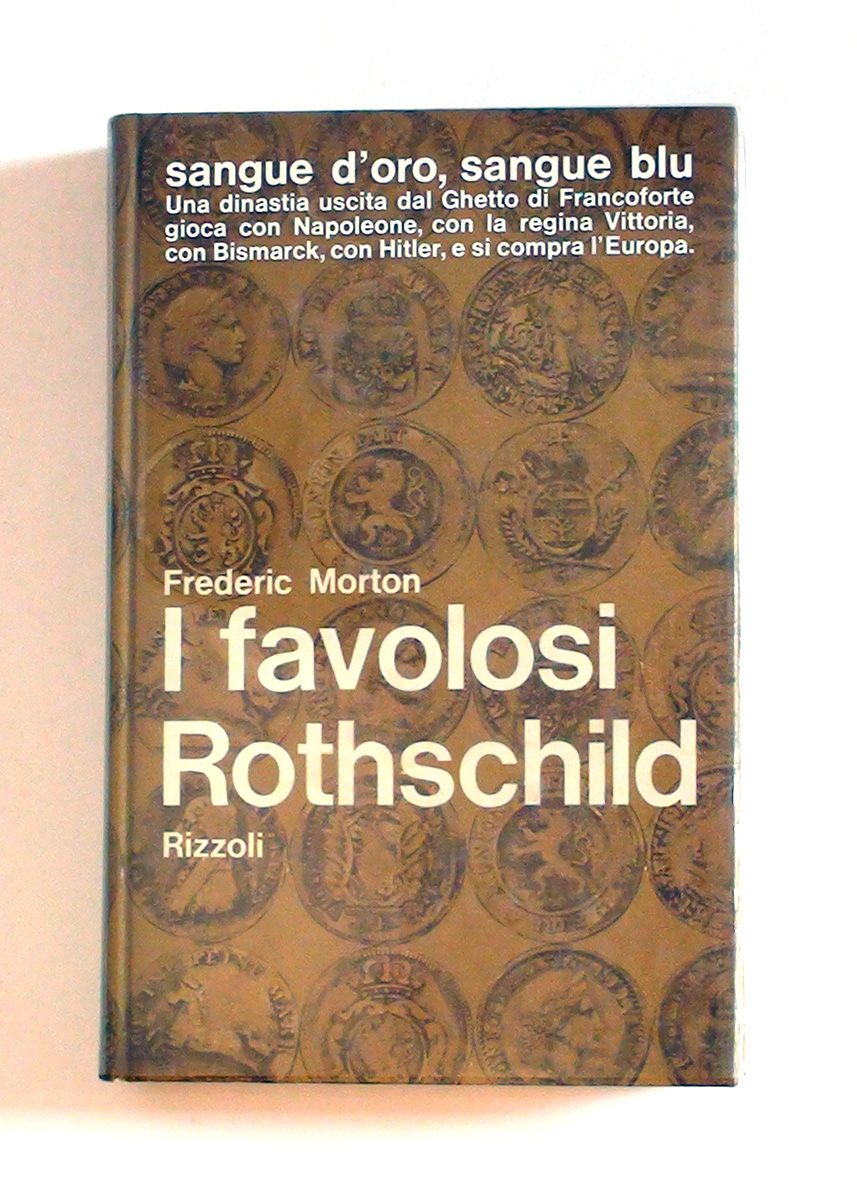 sangue d'oro, sangue blu
Una dinastia uscita dal Ghetto di Francoforte
gioca con Napoleone, con la regina Vittoria,
con Bismarck, con Hitler, e si compra l'Europa.
Frederic Morton
I favolosi
Rothschild
Rizzoli